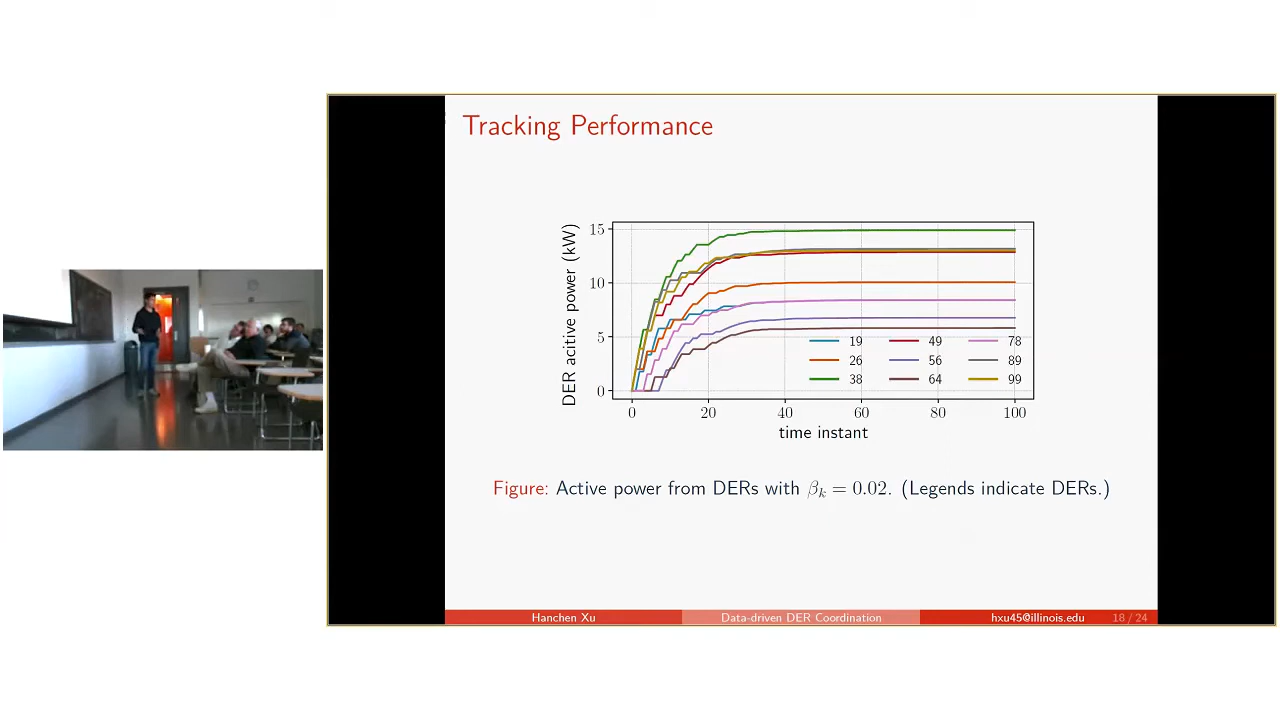 Tracking Performance
DER acitive power (kW)
15
10
5
0
19 49 78
26 56 89
38 64 99
0 20 40 60 80 100
time instant
Figure: Active power from DERs with βk = 0.02. (Legends indicate DERs.)
Hanchen Xu Data-driven DER Coordination hxu45@illinois.edu 18 / 24